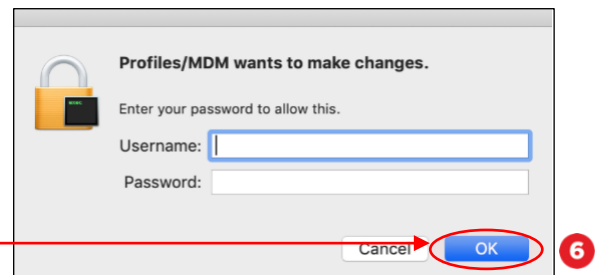 Profiles/MDM wants to make changes.
Enter your password to allow this.
Username:
Password:
Cancel OK 6